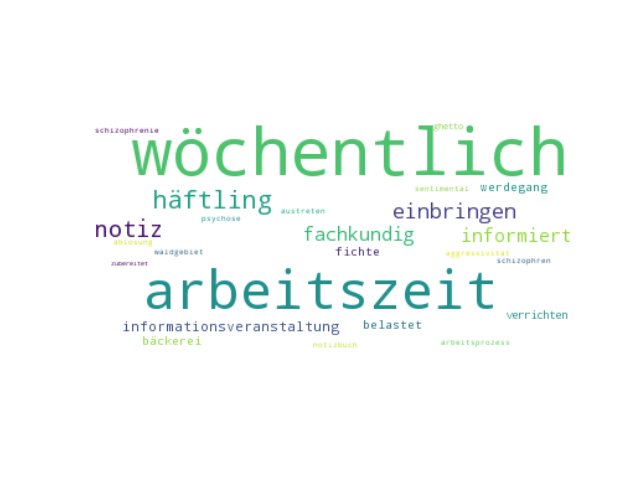 schizophrenie
ghetto
wöchentlich
sentimental
werdegang
häftling
einbringen
austreten
psychose
notiz
fachkundig
informiert
ablösung
waldgebiet
fichte
aggressivität
schizophren
zubereitet
arbeitszeit
verrichten
informationsveranstaltung
belastet
bäckerei
notizbuch
arbeitsprozess